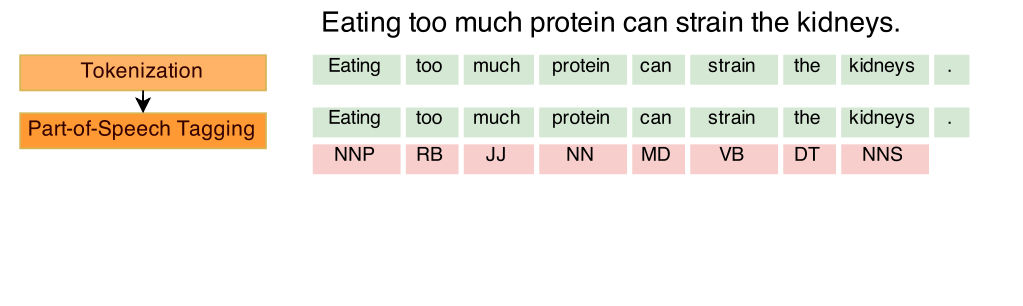 Eating too much protein can strain the kidneys.
Tokenization
Eating too much protein can strain the kidneys .
Part-of-Speech Tagging
Eating too much protein can strain the kidneys .
NNP RB JJ NN MD VB DT NNS